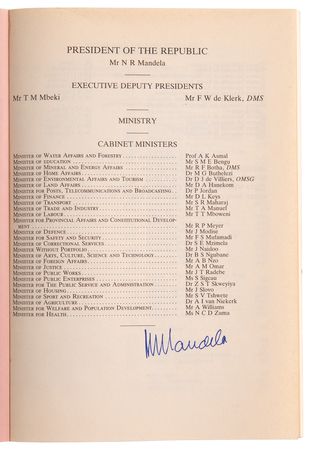 PRESIDENT OF THE REPUBLIC
Mr N R Mandela
EXECUTIVE DEPUTY PRESIDENTS
Mr T M Mbeki Mr F W de Klerk, DMS
MINISTRY
CABINET MINISTERS
MINISTER OF WATER AFFAIRS AND FORESTRY Prof A K Asmal
MINISTER OF EDUCATION Mr S M E Bengu
MINISTER OF MINERAL AND ENERGY AFFAIRS Mr R F Botha, DMS
MINISTER OF HOME AFFAIRS Dr M G Buthelezi
MINISTER OF ENVIRONMENTAL AFFAIRS AND TOURISM Dr D J de Villiers, OMSG
MINISTER OF LAND AFFAIRS Mr D A Hanekom
MINISTER FOR POSTS, TELECOMMUNICATIONS AND BROADCASTING Dr P Jordan
MINISTER OF FINANCE Mr D L Keys
MINISTER OF TRANSPORT Mr S R Maharaj
MINISTER OF TRADE AND INDUSTRY Mr T A Manuel
MINISTER OF LABOUR Mr T T Mboweni
MINISTER FOR PROVINCIAL AFFAIRS AND CONSTITUTIONAL DEVELOP-
MENT Mr R P Meyer
MINISTER OF DEFENCE Mr J Modise
MINISTER FOR SAFETY AND SECURITY Mr F S Mufamadi
MINISTER OF CORRECTIONAL SERVICES Dr S E Mzimela
MINISTER WITHOUT PORTFOLIO Mr J Naidoo
MINISTER OF ARTS, CULTURE, SCIENCE AND TECHNOLOGY Dr B S Ngubane
MINISTER OF FOREIGN AFFAIRS Mr A B Nzo
MINISTER OF JUSTICE Mr A M Omar
MINISTER OF PUBLIC WORKS Mr J T Radebe
MINISTER FOR PUBLIC ENTERPRISES Ms S Sigcau
MINISTER FOR THE PUBLIC SERVICE AND ADMINISTRATION Dr Z S T Skweyiya
MINISTER OF HOUSING Mr J Slovo
MINISTER OF SPORT AND RECREATION Mr S V Tshwete
MINISTER OF AGRICULTURE Dr A I van Niekerk
MINISTER FOR WELFARE AND POPULATION DEVELOPMENT Mr A Williams
MINISTER FOR HEALTH Ms N C D Zuma
Mandela